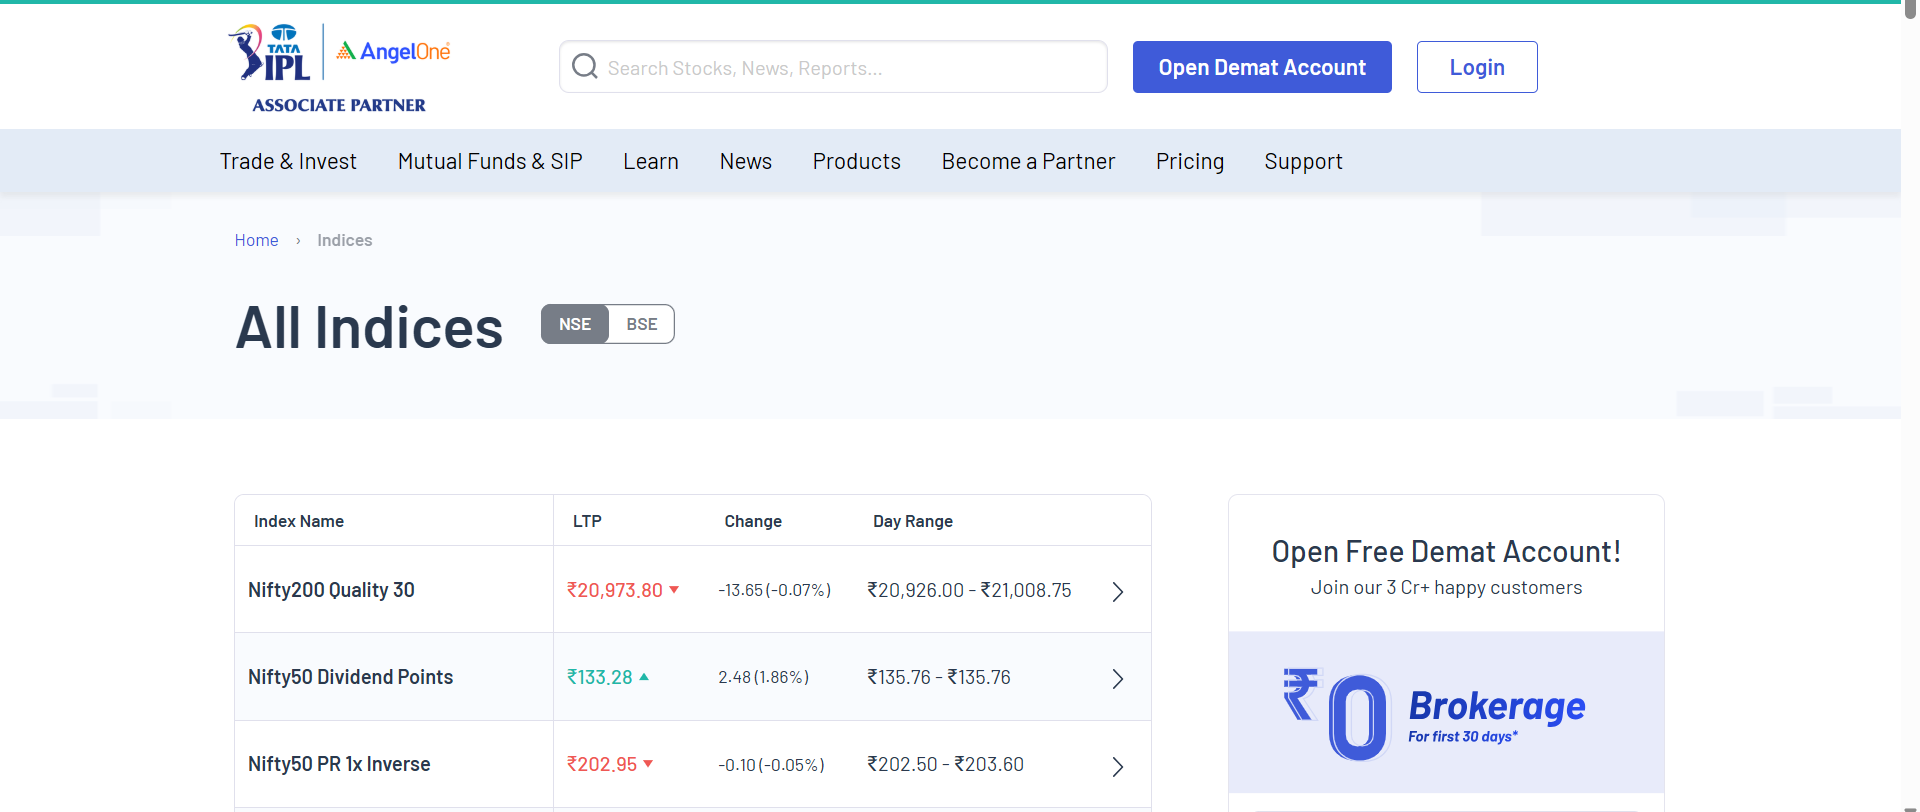 TATA
IPL
AngelOne
ASSOCIATE PARTNER
Search Stocks, News, Reports...
Open Demat Account
Login
Trade & Invest
Mutual Funds & SIP
Learn
News
Products
Become a Partner
Pricing
Support
Home › Indices
All Indices
NSE
BSE
Index Name LTP Change Day Range
Nifty200 Quality 30 ₹20,973.80 -13.65 (-0.07%) ₹20,926.00 - ₹21,008.75
Nifty50 Dividend Points ₹133.28 2.48 (1.86%) ₹135.76 - ₹135.76
Nifty50 PR 1x Inverse ₹202.95 -0.10 (-0.05%) ₹202.50 - ₹203.60
Open Free Demat Account!
Join our 3 Cr+ happy customers
₹0 Brokerage
For first 30 days*